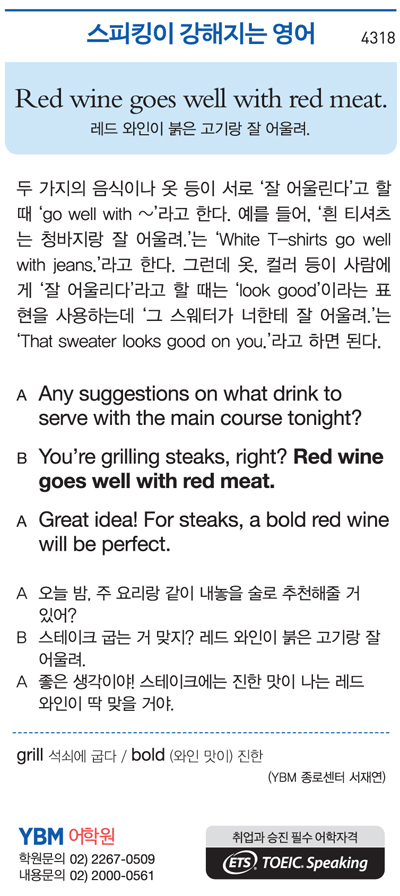 스피킹이 강해지는 영어 4318
Red wine goes well with red meat.
레드 와인이 붉은 고기랑 잘 어울려.
두 가지의 음식이나 옷 등이 서로 ‘잘 어울린다’고 할
때 ‘go well with ~’라고 한다. 예를 들어, ‘흰 티셔츠
는 청바지랑 잘 어울려.’는 ‘White T-shirts go well
with jeans.’라고 한다. 그런데 옷, 컬러 등이 사람에
게 ‘잘 어울리다’라고 할 때는 ‘look good’이라는 표
현을 사용하는데 ‘그 스웨터가 너한테 잘 어울려.’는
‘That sweater looks good on you.’라고 하면 된다.
A Any suggestions on what drink to
serve with the main course tonight?
B You’re grilling steaks, right? Red wine
goes well with red meat.
A Great idea! For steaks, a bold red wine
will be perfect.
A 오늘 밤, 주 요리랑 같이 내놓을 술로 추천해줄 거
있어?
B 스테이크 굽는 거 맞지? 레드 와인이 붉은 고기랑 잘
어울려.
A 좋은 생각이야! 스테이크에는 진한 맛이 나는 레드
와인이 딱 맞을 거야.
grill 석쇠에 굽다 / bold (와인 맛이) 진한
(YBM 종로센터 서재연)
YBM 어학원
학원문의 02) 2267-0509
내용문의 02) 2000-0561
취업과 승진 필수 어학자격
ETS TOEIC. Speaking